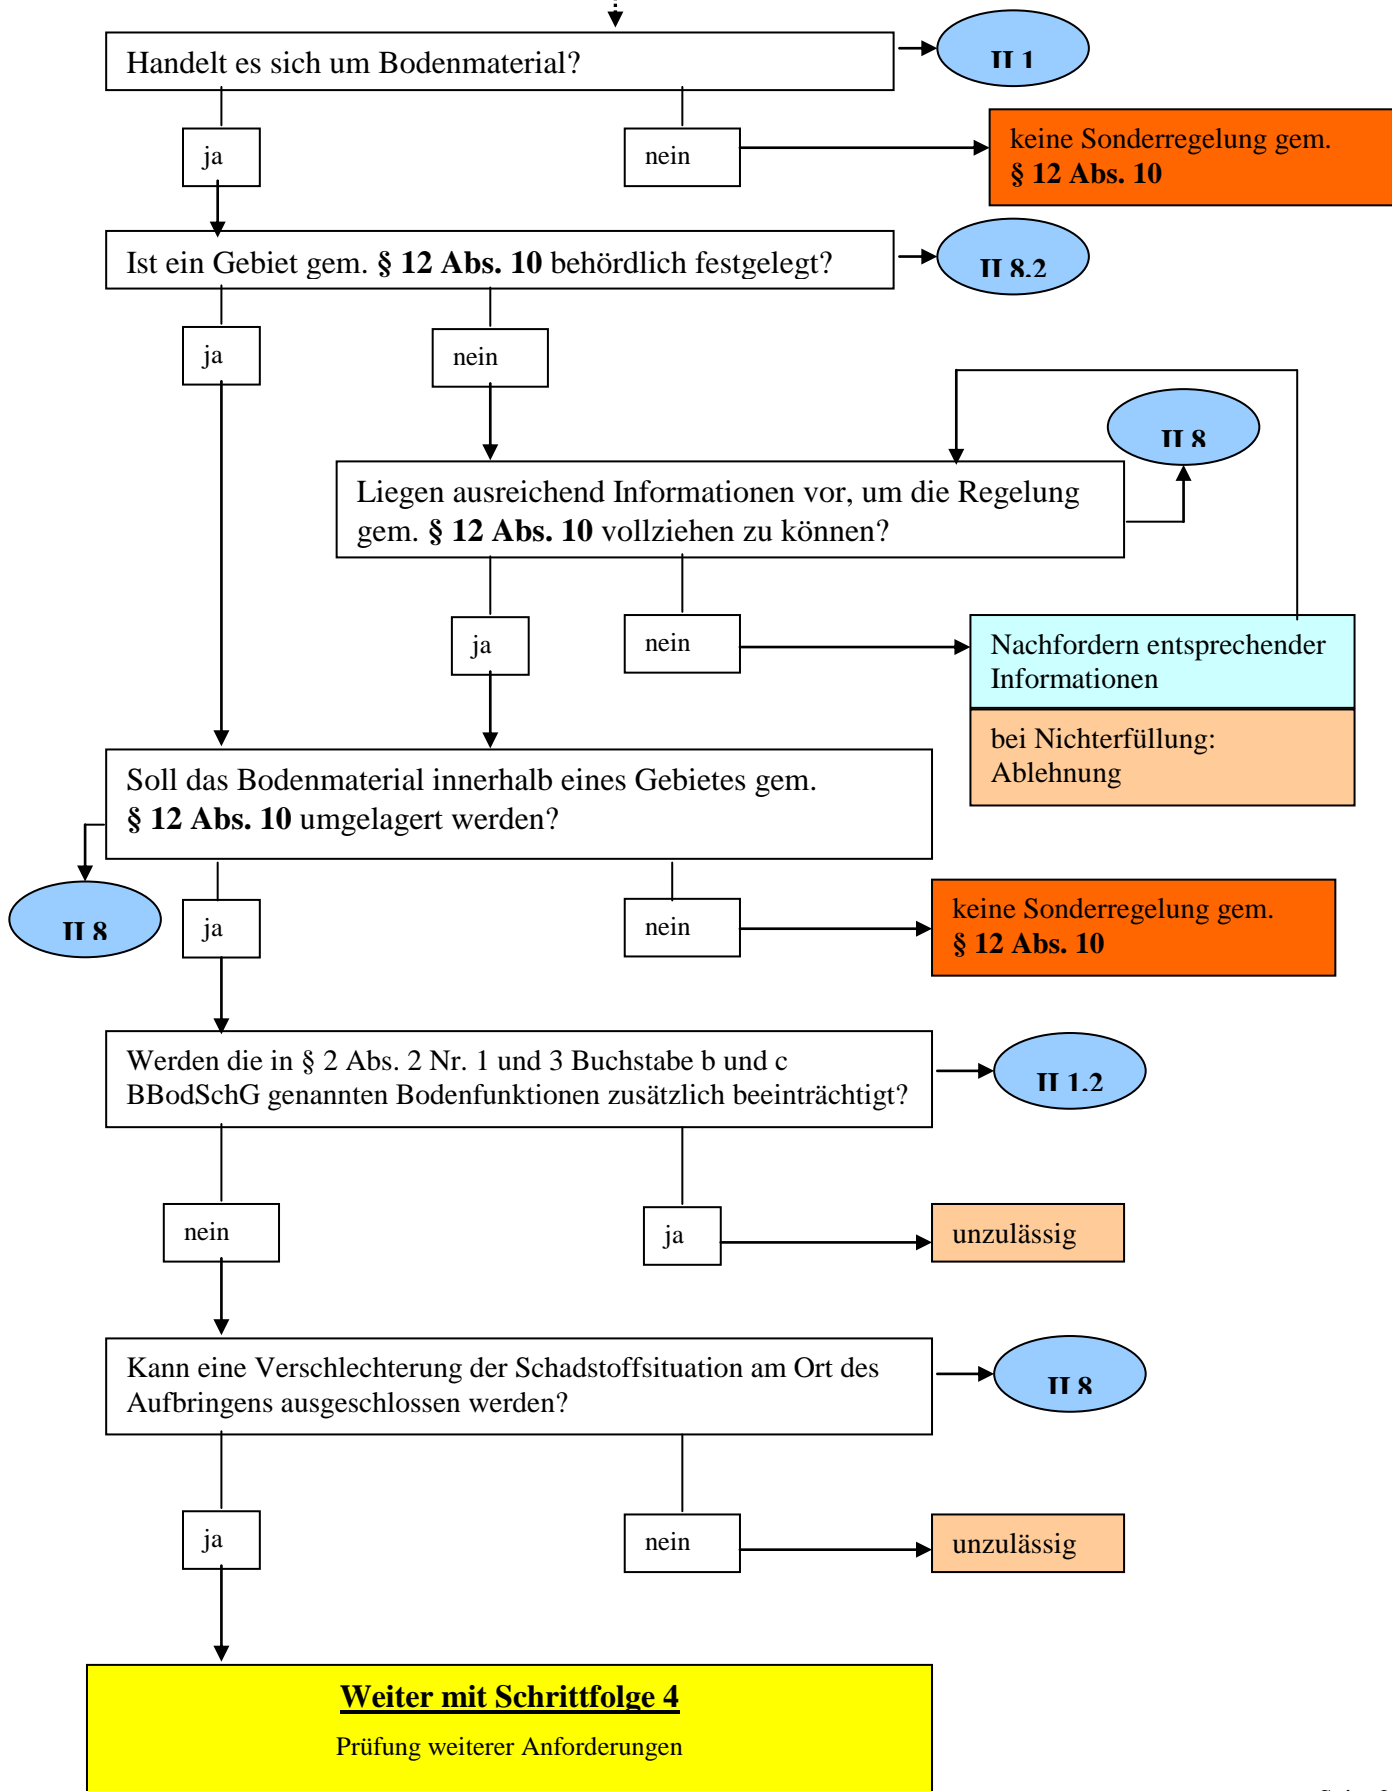 Handelt es sich um Bodenmaterial?
II 1
ja
nein
keine Sonderregelung gem.
§ 12 Abs. 10
Ist ein Gebiet gem. § 12 Abs. 10 behördlich festgelegt?
II 8.2
ja
nein
II 8
Liegen ausreichend Informationen vor, um die Regelung
gem. § 12 Abs. 10 vollziehen zu können?
ja
nein
Nachfordern entsprechender
Informationen
bei Nichterfüllung:
Ablehnung
Soll das Bodenmaterial innerhalb eines Gebietes gem.
§ 12 Abs. 10 umgelagert werden?
II 8
ja
nein
keine Sonderregelung gem.
§ 12 Abs. 10
Werden die in § 2 Abs. 2 Nr. 1 und 3 Buchstabe b und c
BBodSchG genannten Bodenfunktionen zusätzlich beeinträchtigt?
II 1.2
nein
ja
unzulässig
Kann eine Verschlechterung der Schadstoffsituation am Ort des
Aufbringens ausgeschlossen werden?
II 8
ja
nein
unzulässig
Weiter mit Schrittfolge 4
Prüfung weiterer Anforderungen